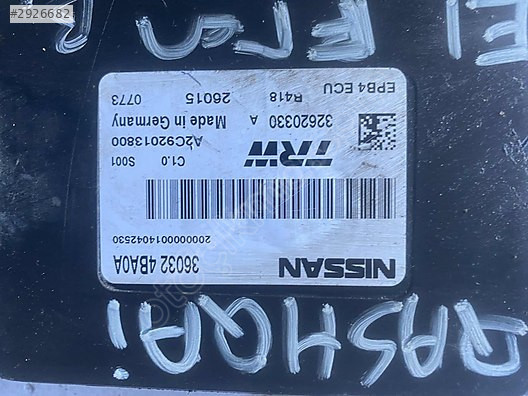 #2926682
NISSAN
36032 4BA0A
20000000014042530
TRW
C1.0
S001
32620330 A
A2C92013800
Made in Germany
EPB4 ECU
R418
26015
0773
QASHQAI